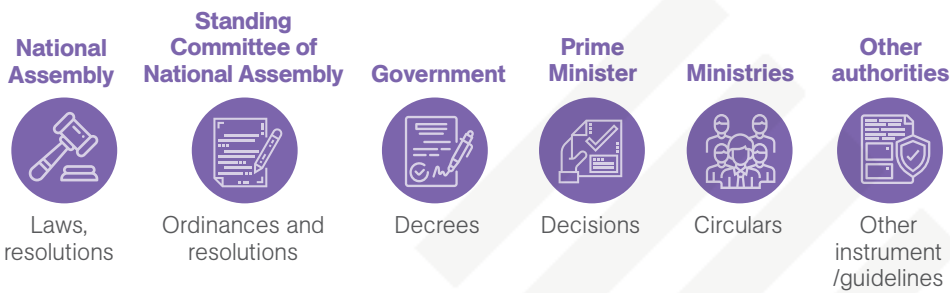 National
Assembly
Laws,
resolutions
Standing
Committee of
National Assembly
Ordinances and
resolutions
Government
Decrees
Prime
Minister
Decisions
Ministries
Circulars
Other
authorities
Other
instrument
/guidelines